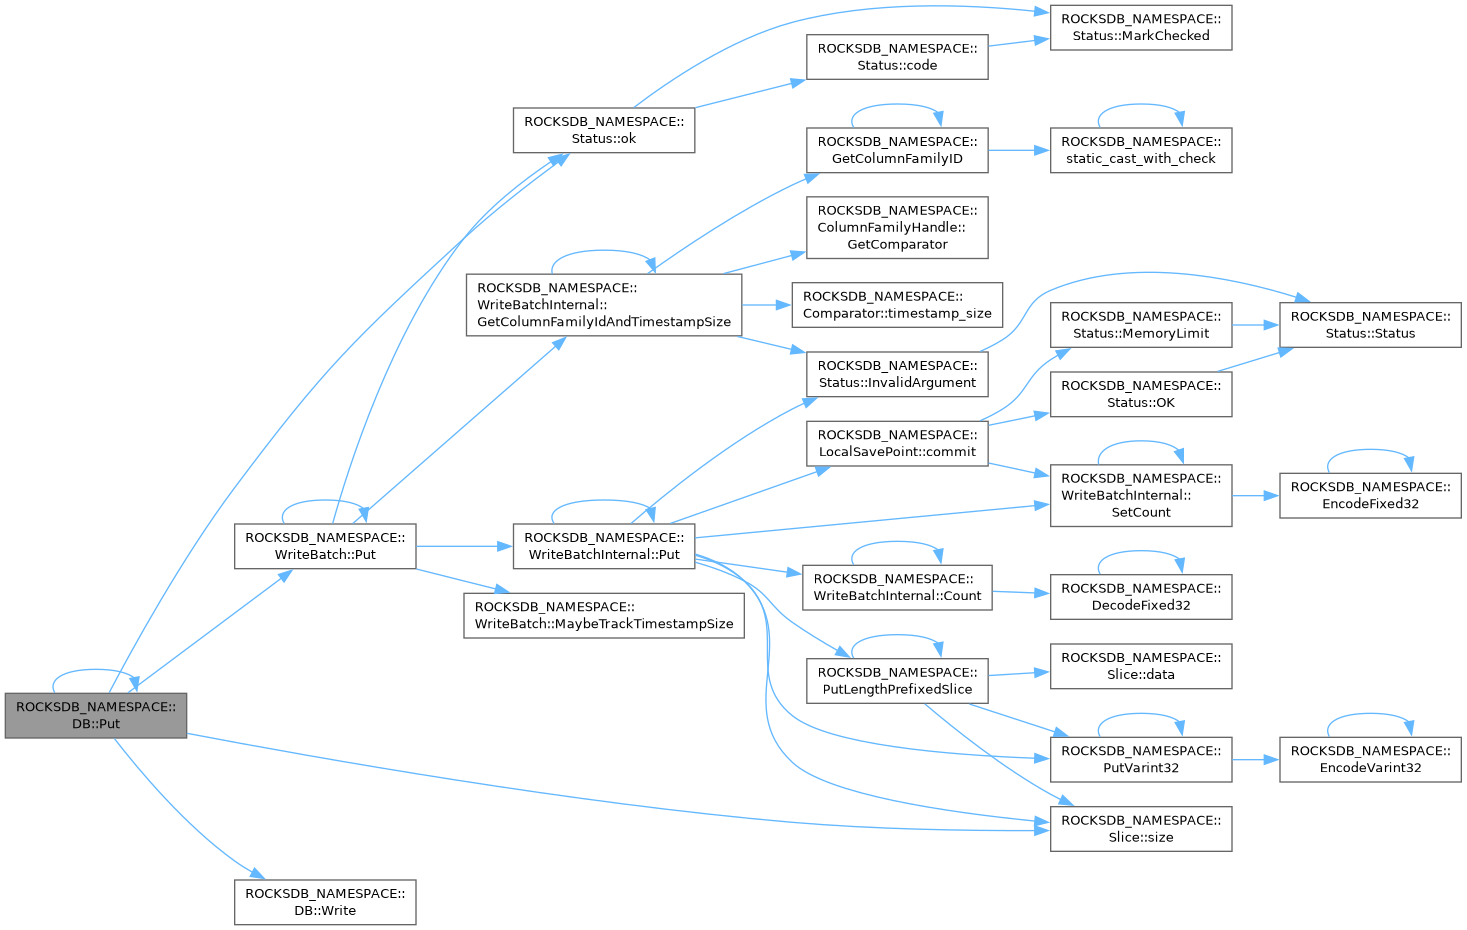 ROCKSDB_NAMESPACE::
Status::MarkChecked
ROCKSDB_NAMESPACE::
Status::code
ROCKSDB_NAMESPACE::
Status::ok
ROCKSDB_NAMESPACE::
GetColumnFamilyID
ROCKSDB_NAMESPACE::
static_cast_with_check
ROCKSDB_NAMESPACE::
ColumnFamilyHandle::
GetComparator
ROCKSDB_NAMESPACE::
WriteBatchInternal::
GetColumnFamilyIdAndTimestampSize
ROCKSDB_NAMESPACE::
Comparator::timestamp_size
ROCKSDB_NAMESPACE::
Status::MemoryLimit
ROCKSDB_NAMESPACE::
Status::Status
ROCKSDB_NAMESPACE::
Status::InvalidArgument
ROCKSDB_NAMESPACE::
Status::OK
ROCKSDB_NAMESPACE::
LocalSavePoint::commit
ROCKSDB_NAMESPACE::
WriteBatchInternal::
SetCount
ROCKSDB_NAMESPACE::
EncodeFixed32
ROCKSDB_NAMESPACE::
WriteBatch::Put
ROCKSDB_NAMESPACE::
WriteBatchInternal::Put
ROCKSDB_NAMESPACE::
WriteBatchInternal::Count
ROCKSDB_NAMESPACE::
DecodeFixed32
ROCKSDB_NAMESPACE::
WriteBatch::MaybeTrackTimestampSize
ROCKSDB_NAMESPACE::
PutLengthPrefixedSlice
ROCKSDB_NAMESPACE::
Slice::data
ROCKSDB_NAMESPACE::
DB::Put
ROCKSDB_NAMESPACE::
PutVarint32
ROCKSDB_NAMESPACE::
EncodeVarint32
ROCKSDB_NAMESPACE::
Slice::size
ROCKSDB_NAMESPACE::
DB::Write